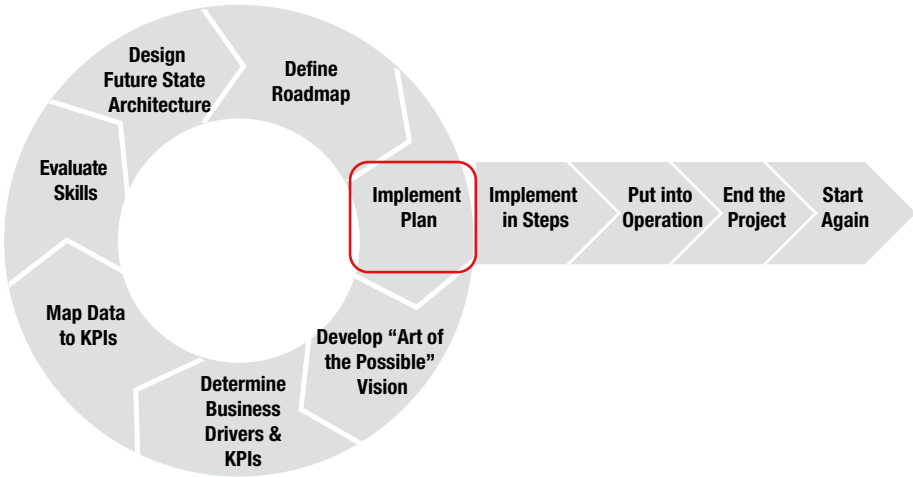 Design
Future State
Architecture
Define
Roadmap
Evaluate
Skills
Implement
Plan
Implement
in Steps
Put into
Operation
End the
Project
Start
Again
Map Data
to KPIs
Develop “Art of
the Possible”
Vision
Determine
Business
Drivers &
KPIs